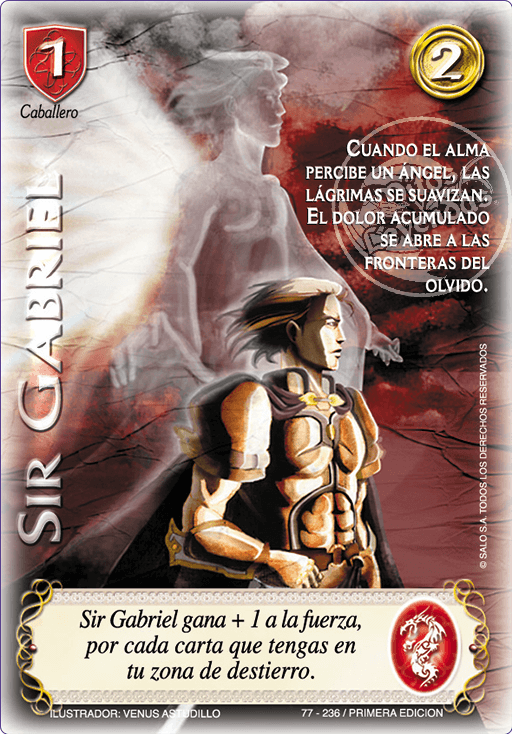 1
2
Caballero
CUANDO EL ALMA
PERCIBE UN ÁNGEL, LAS
LÁGRIMAS SE SUAVIZAN.
EL DOLOR ACUMULADO
SE ABRE A LAS
FRONTERAS DEL
OLVIDO.
SIR GABRIEL
© SALO S.A. TODOS LOS DERECHOS RESERVADOS
Sir Gabriel gana + 1 a la fuerza,
por cada carta que tengas en
tu zona de destierro.
ILUSTRADOR: VENUS ASTUDILLO
77 - 236 / PRIMERA EDICION